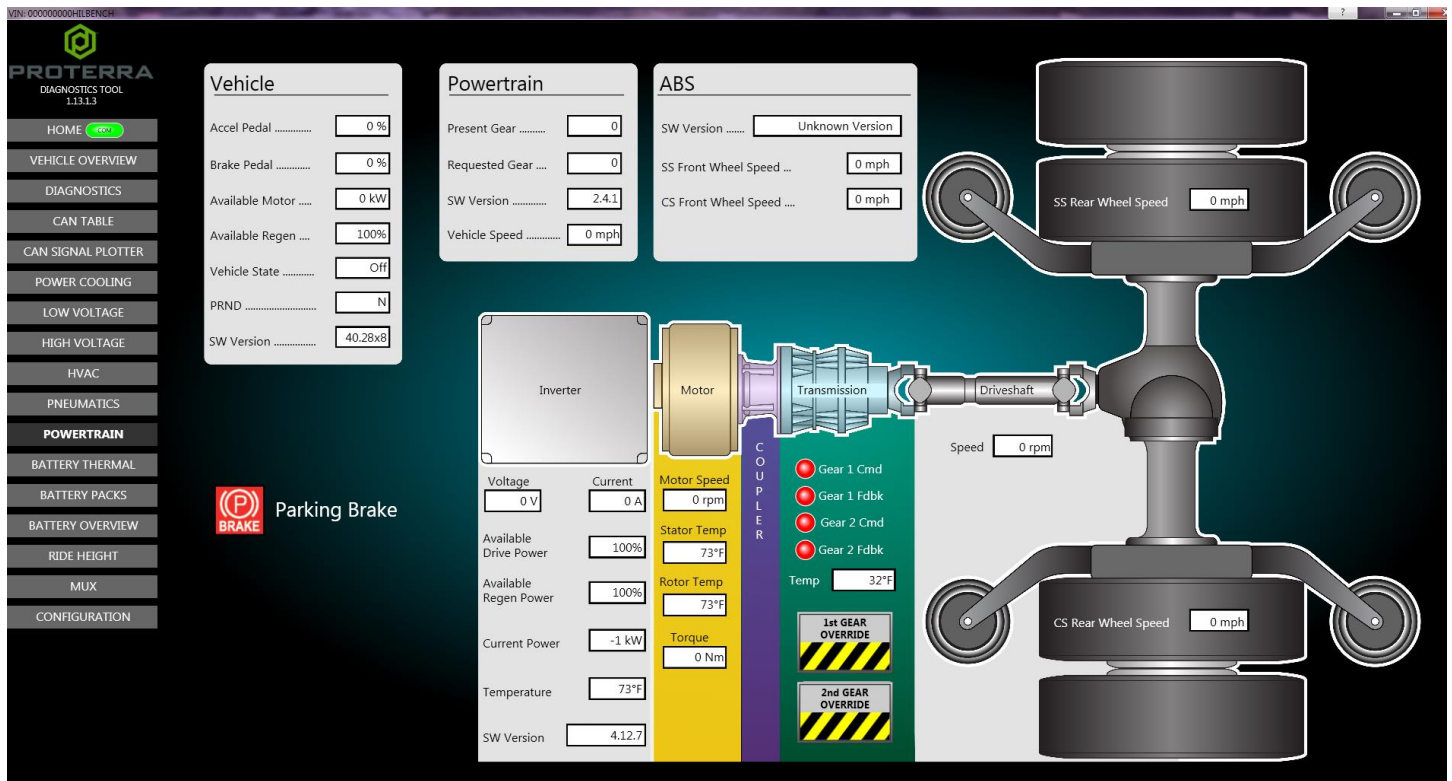 VIN: 000000000HILBENCH
?
PROTERRA
DIAGNOSTICS TOOL
1.13.1.3
HOME COM
VEHICLE OVERVIEW
DIAGNOSTICS
CAN TABLE
CAN SIGNAL PLOTTER
POWER COOLING
LOW VOLTAGE
HIGH VOLTAGE
HVAC
PNEUMATICS
POWERTRAIN
BATTERY THERMAL
BATTERY PACKS
BATTERY OVERVIEW
RIDE HEIGHT
MUX
CONFIGURATION
Vehicle
Accel Pedal ............. 0 %
Brake Pedal ............. 0 %
Available Motor ..... 0 kW
Available Regen .... 100%
Vehicle State ............ Off
PRND .......................... N
SW Version ............... 40.28x8
P
BRAKE
Parking Brake
Powertrain
Present Gear .......... 0
Requested Gear .... 0
SW Version ............. 2.4.1
Vehicle Speed ............ 0 mph
ABS
SW Version ....... Unknown Version
SS Front Wheel Speed ... 0 mph
CS Front Wheel Speed .... 0 mph
SS Rear Wheel Speed 0 mph
Inverter
Motor
Transmission
Driveshaft
Voltage Current
0 V 0 A
Available
Drive Power 100%
Available
Regen Power 100%
Current Power -1 kW
Temperature 73°F
SW Version 4.12.7
Motor Speed
0 rpm
Stator Temp
73°F
Rotor Temp
73°F
Torque
0 Nm
COUPLER
Gear 1 Cmd
Gear 1 Fdbk
Gear 2 Cmd
Gear 2 Fdbk
Temp 32°F
1st GEAR
OVERRIDE
2nd GEAR
OVERRIDE
Speed 0 rpm
CS Rear Wheel Speed 0 mph